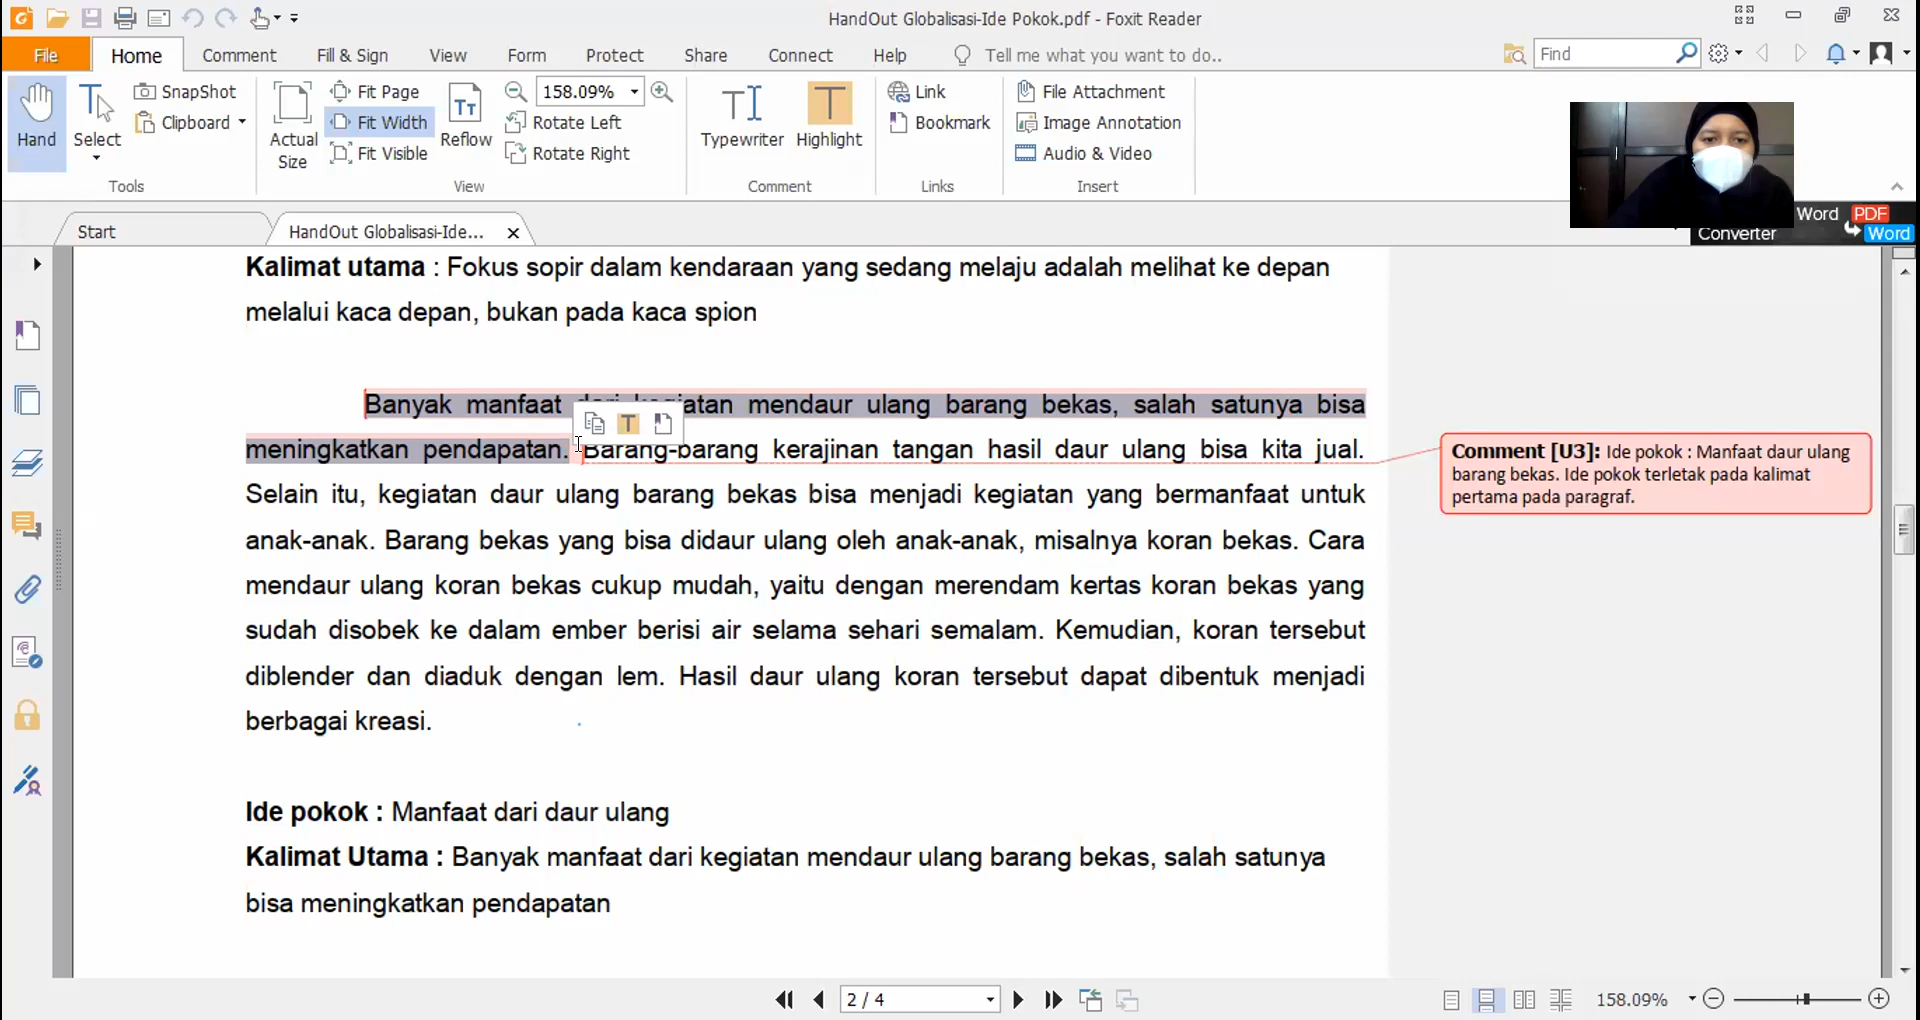 HandOut Globalisasi-Ide Pokok.pdf - Foxit Reader
File Home Comment Fill & Sign View Form Protect Share Connect Help Tell me what you want to do.. Find
Hand
Select
SnapShot
Clipboard
Tools
Actual Size
Fit Page
Fit Width
Fit Visible
Reflow
158.09%
Rotate Left
Rotate Right
View
Typewriter
Highlight
Comment
Link
Bookmark
Links
File Attachment
Image Annotation
Audio & Video
Insert
Word PDF
Converter Word
Start
HandOut Globalisasi-Ide...
Kalimat utama : Fokus sopir dalam kendaraan yang sedang melaju adalah melihat ke depan
melalui kaca depan, bukan pada kaca spion
Banyak manfaat dari kegiatan mendaur ulang barang bekas, salah satunya bisa
meningkatkan pendapatan. Barang-barang kerajinan tangan hasil daur ulang bisa kita jual.
Selain itu, kegiatan daur ulang barang bekas bisa menjadi kegiatan yang bermanfaat untuk
anak-anak. Barang bekas yang bisa didaur ulang oleh anak-anak, misalnya koran bekas. Cara
mendaur ulang koran bekas cukup mudah, yaitu dengan merendam kertas koran bekas yang
sudah disobek ke dalam ember berisi air selama sehari semalam. Kemudian, koran tersebut
diblender dan diaduk dengan lem. Hasil daur ulang koran tersebut dapat dibentuk menjadi
berbagai kreasi.
Comment [U3]: Ide pokok : Manfaat daur ulang
barang bekas. Ide pokok terletak pada kalimat
pertama pada paragraf.
Ide pokok : Manfaat dari daur ulang
Kalimat Utama : Banyak manfaat dari kegiatan mendaur ulang barang bekas, salah satunya
bisa meningkatkan pendapatan
2 / 4
158.09%